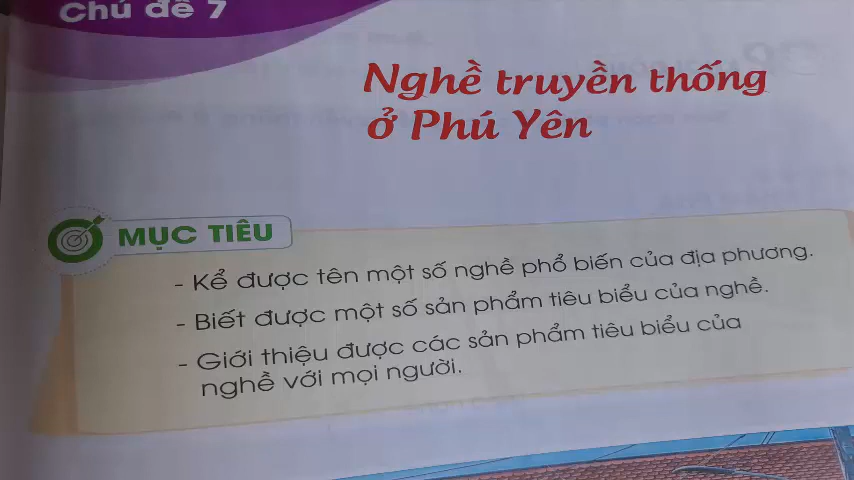 Chủ đề 7
Nghề truyền thống
ở Phú Yên
MỤC TIÊU
- Kể được tên một số nghề phổ biến của địa phương.
- Biết được một số sản phẩm tiêu biểu của nghề.
- Giới thiệu được các sản phẩm tiêu biểu của
nghề với mọi người.